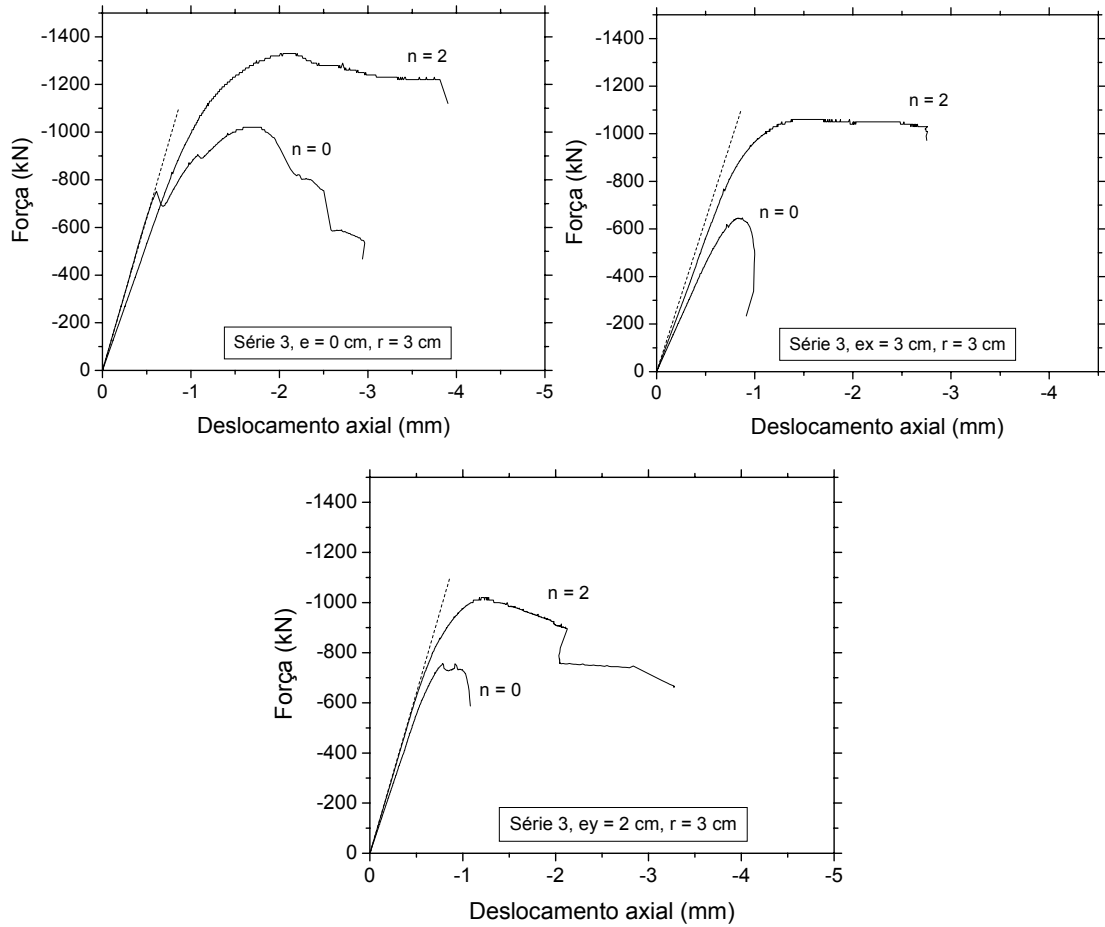 -1400
-1200
-1000
-800
-600
-400
-200
0
Força (kN)
n = 2
n = 0
Série 3, e = 0 cm, r = 3 cm
0 -1 -2 -3 -4 -5
Deslocamento axial (mm)
-1400
-1200
-1000
-800
-600
-400
-200
0
Força (kN)
n = 2
n = 0
Série 3, ex = 3 cm, r = 3 cm
0 -1 -2 -3 -4
Deslocamento axial (mm)
-1400
-1200
-1000
-800
-600
-400
-200
0
Força (kN)
n = 2
n = 0
Série 3, ey = 2 cm, r = 3 cm
0 -1 -2 -3 -4 -5
Deslocamento axial (mm)